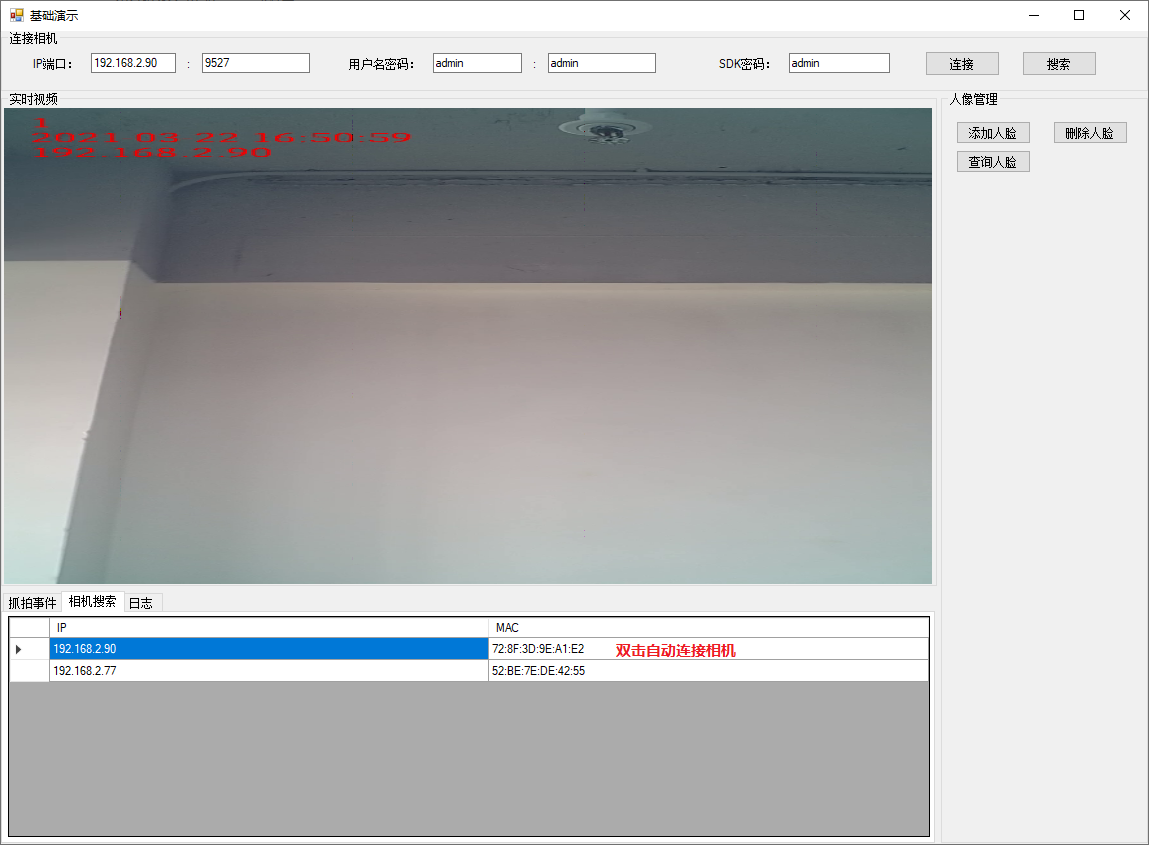 基础演示
连接相机
IP端口： 192.168.2.90 : 9527 用户名密码： admin : admin SDK密码： admin 连接 搜索
实时视频 人像管理
1
2021-03-22 16:50:59
192.168.2.90
添加人脸 删除人脸
查询人脸
抓拍事件 相机搜索 日志
IP MAC
192.168.2.90 72:8F:3D:9E:A1:E2 双击自动连接相机
192.168.2.77 52:BE:7E:DE:42:55